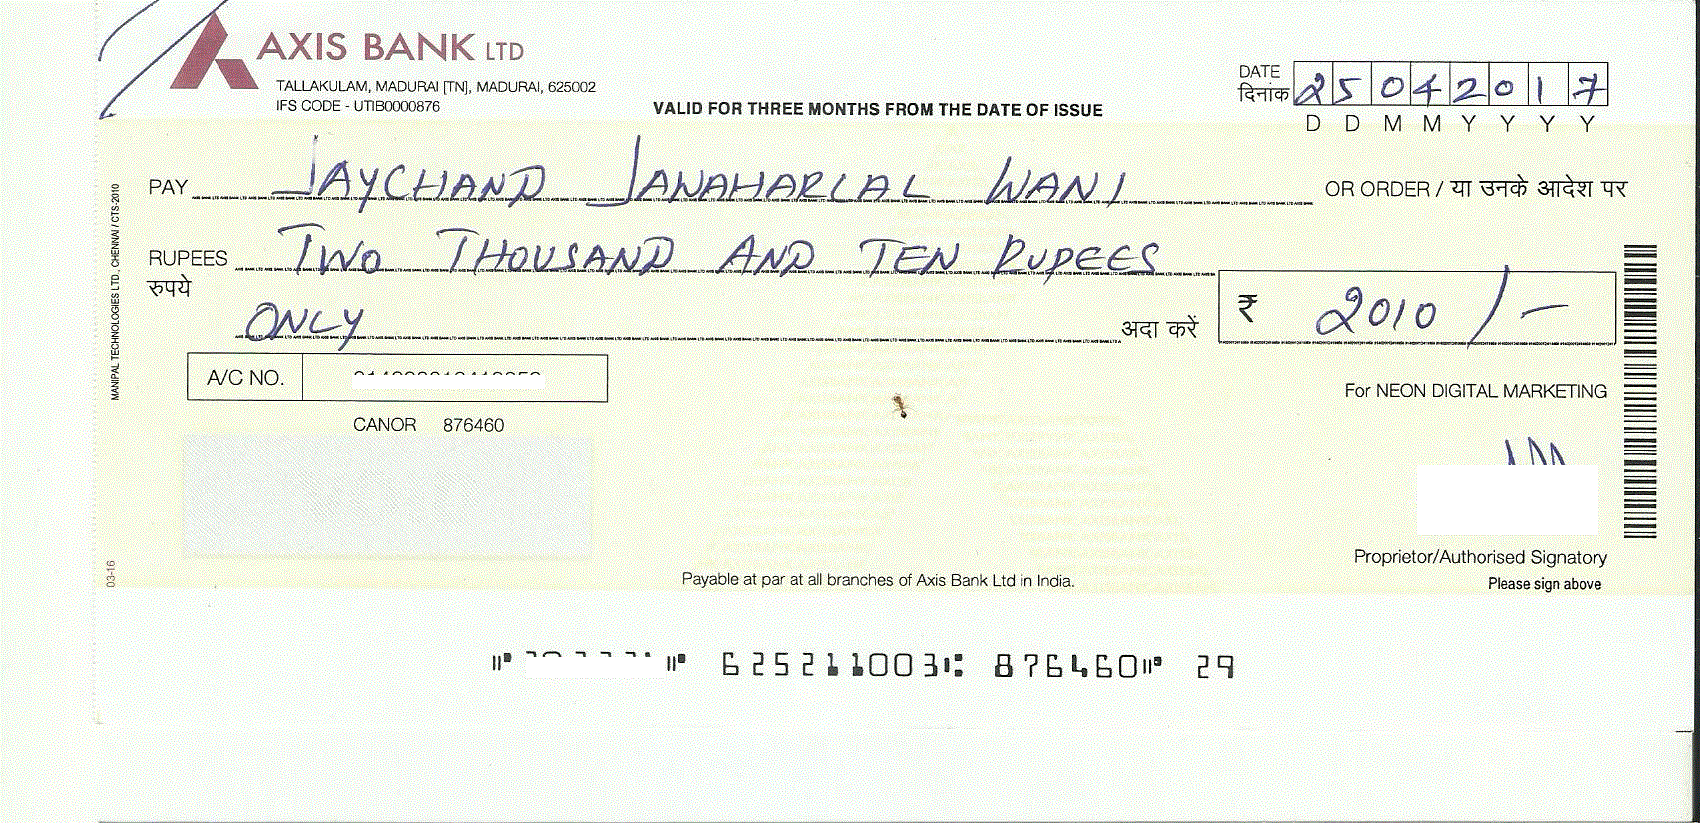 AXIS BANK LTD
TALLAKULAM, MADURAI [TN], MADURAI, 625002
IFS CODE - UTIB0000876
VALID FOR THREE MONTHS FROM THE DATE OF ISSUE
DATE
दिनांक 25042017
D D M M Y Y Y Y
PAY JAYCHAND JAWAHARLAL WANI OR ORDER / या उनके आदेश पर
RUPEES TWO THOUSAND AND TEN RUPEES
रुपये
ONLY अदा करें ₹ 2010/-
A/C NO.
For NEON DIGITAL MARKETING
CANOR 876460
Proprietor/Authorised Signatory
Please sign above
Payable at par at all branches of Axis Bank Ltd in India.
MANIPAL TECHNOLOGIES LTD., CHENNAI / CTS-2010
03-16
⑈ ⑈ 625211003⑆ 876460⑈ 29